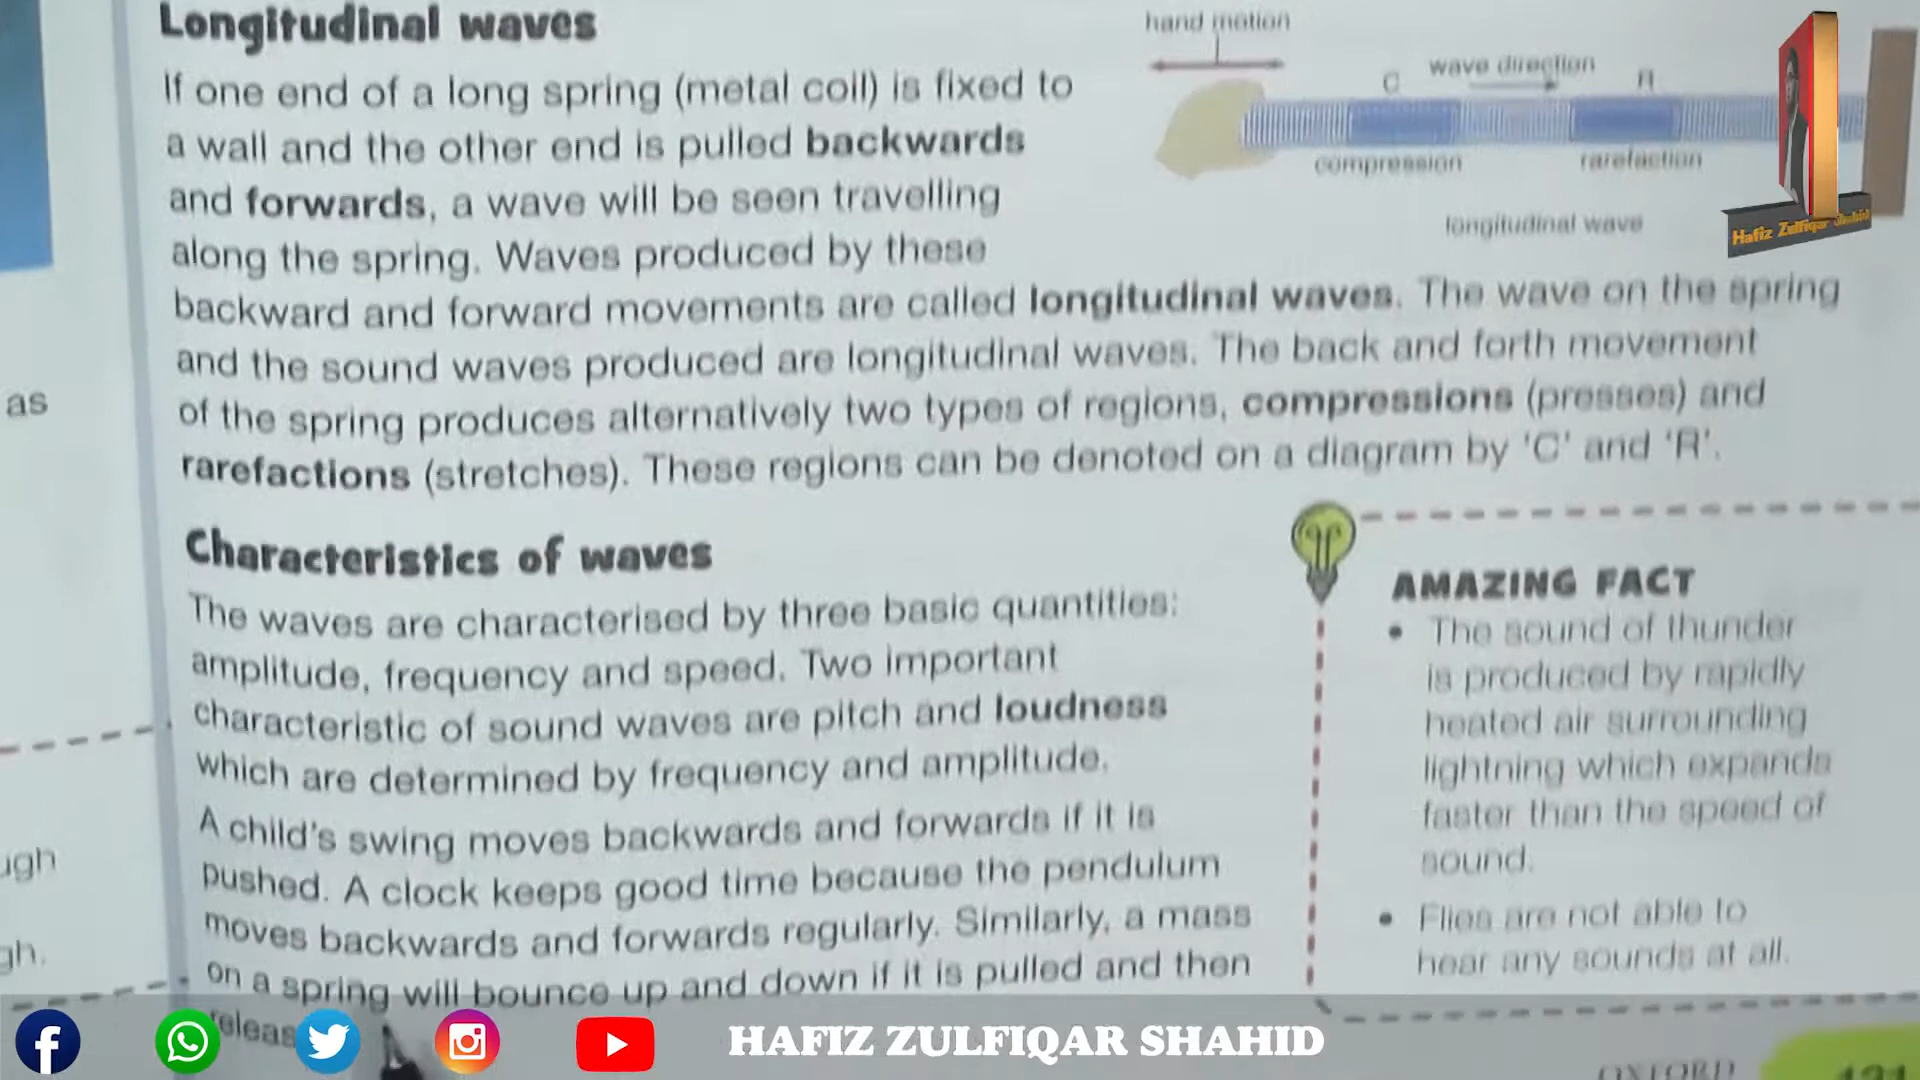 Longitudinal waves
If one end of a long spring (metal coil) is fixed to
a wall and the other end is pulled backwards
and forwards, a wave will be seen travelling
along the spring. Waves produced by these
backward and forward movements are called longitudinal waves. The wave on the spring
and the sound waves produced are longitudinal waves. The back and forth movement
of the spring produces alternatively two types of regions, compressions (presses) and
rarefactions (stretches). These regions can be denoted on a diagram by 'C' and 'R'.
hand motion
C wave direction R
compression rarefaction
longitudinal wave
Hafiz Zulfiqar Shahid
as
Characteristics of waves
The waves are characterised by three basic quantities:
amplitude, frequency and speed. Two important
characteristic of sound waves are pitch and loudness
which are determined by frequency and amplitude.
A child's swing moves backwards and forwards if it is
pushed. A clock keeps good time because the pendulum
moves backwards and forwards regularly. Similarly, a mass
on a spring will bounce up and down if it is pulled and then
AMAZING FACT
• The sound of thunder
is produced by rapidly
heated air surrounding
lightning which expands
faster than the speed of
sound.
• Flies are not able to
hear any sounds at all.
ugh
gh.
HAFIZ ZULFIQAR SHAHID
OXFORD